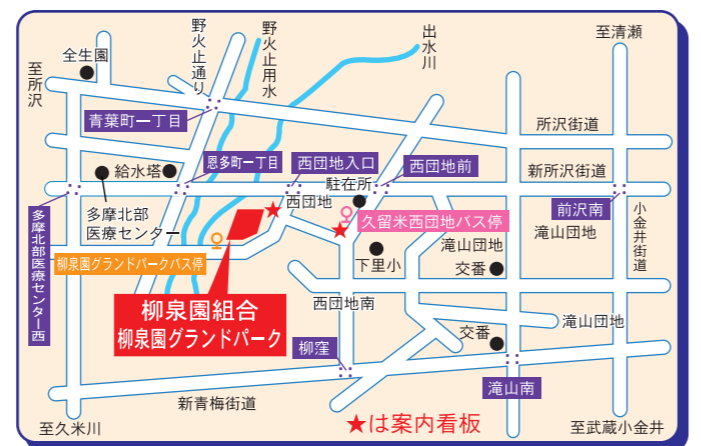 全生園
野火止通り
野火止用水
出水川
至清瀬
至所沢
青葉町一丁目
所沢街道
恩多町一丁目
西団地入口
西団地前
新所沢街道
給水塔
駐在所
西団地
多摩北部
医療センター
久留米西団地バス停
前沢南
小金井街道
多摩北部医療センター西
柳泉園グランドパークバス停
滝山団地
滝山団地
下里小
交番
柳泉園組合
柳泉園グランドパーク
西団地南
滝山団地
交番
柳窪
滝山南
新青梅街道
至久米川
★は案内看板
至武蔵小金井